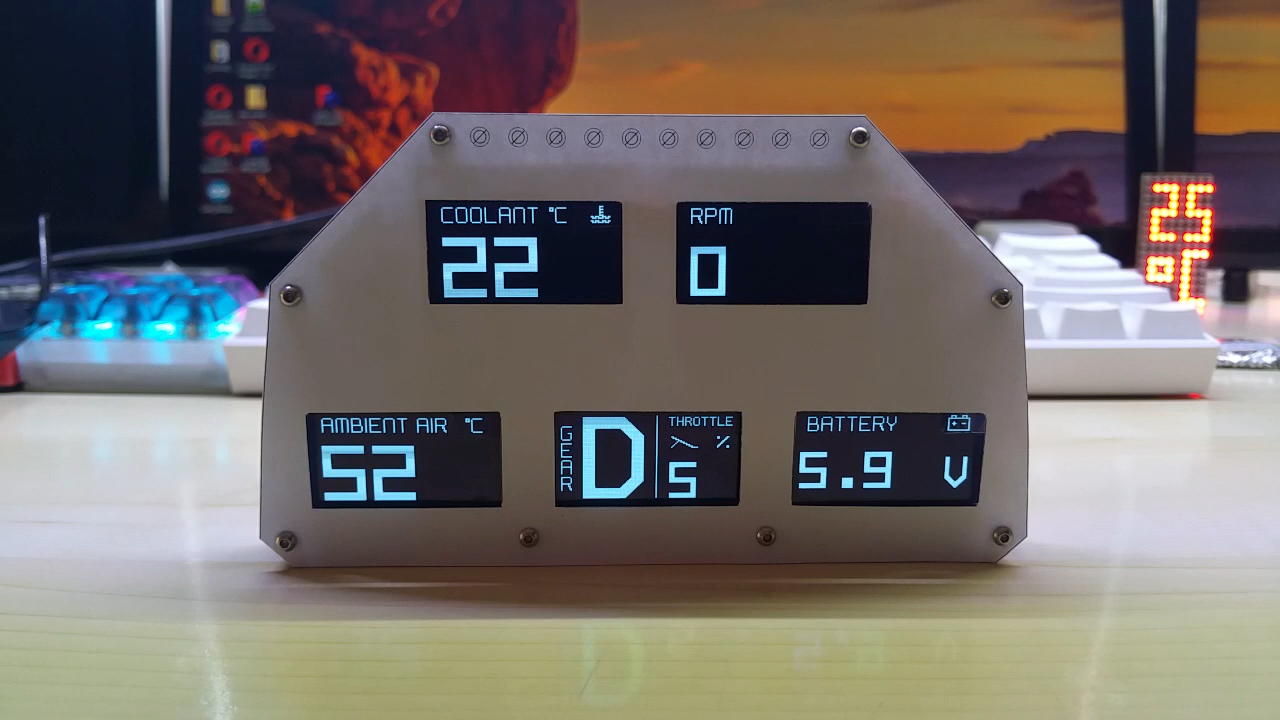 COOLANT °C
22
RPM
0
25
°C
AMBIENT AIR °C
52
GEAR
D
THROTTLE
%
5
BATTERY
5.9 V